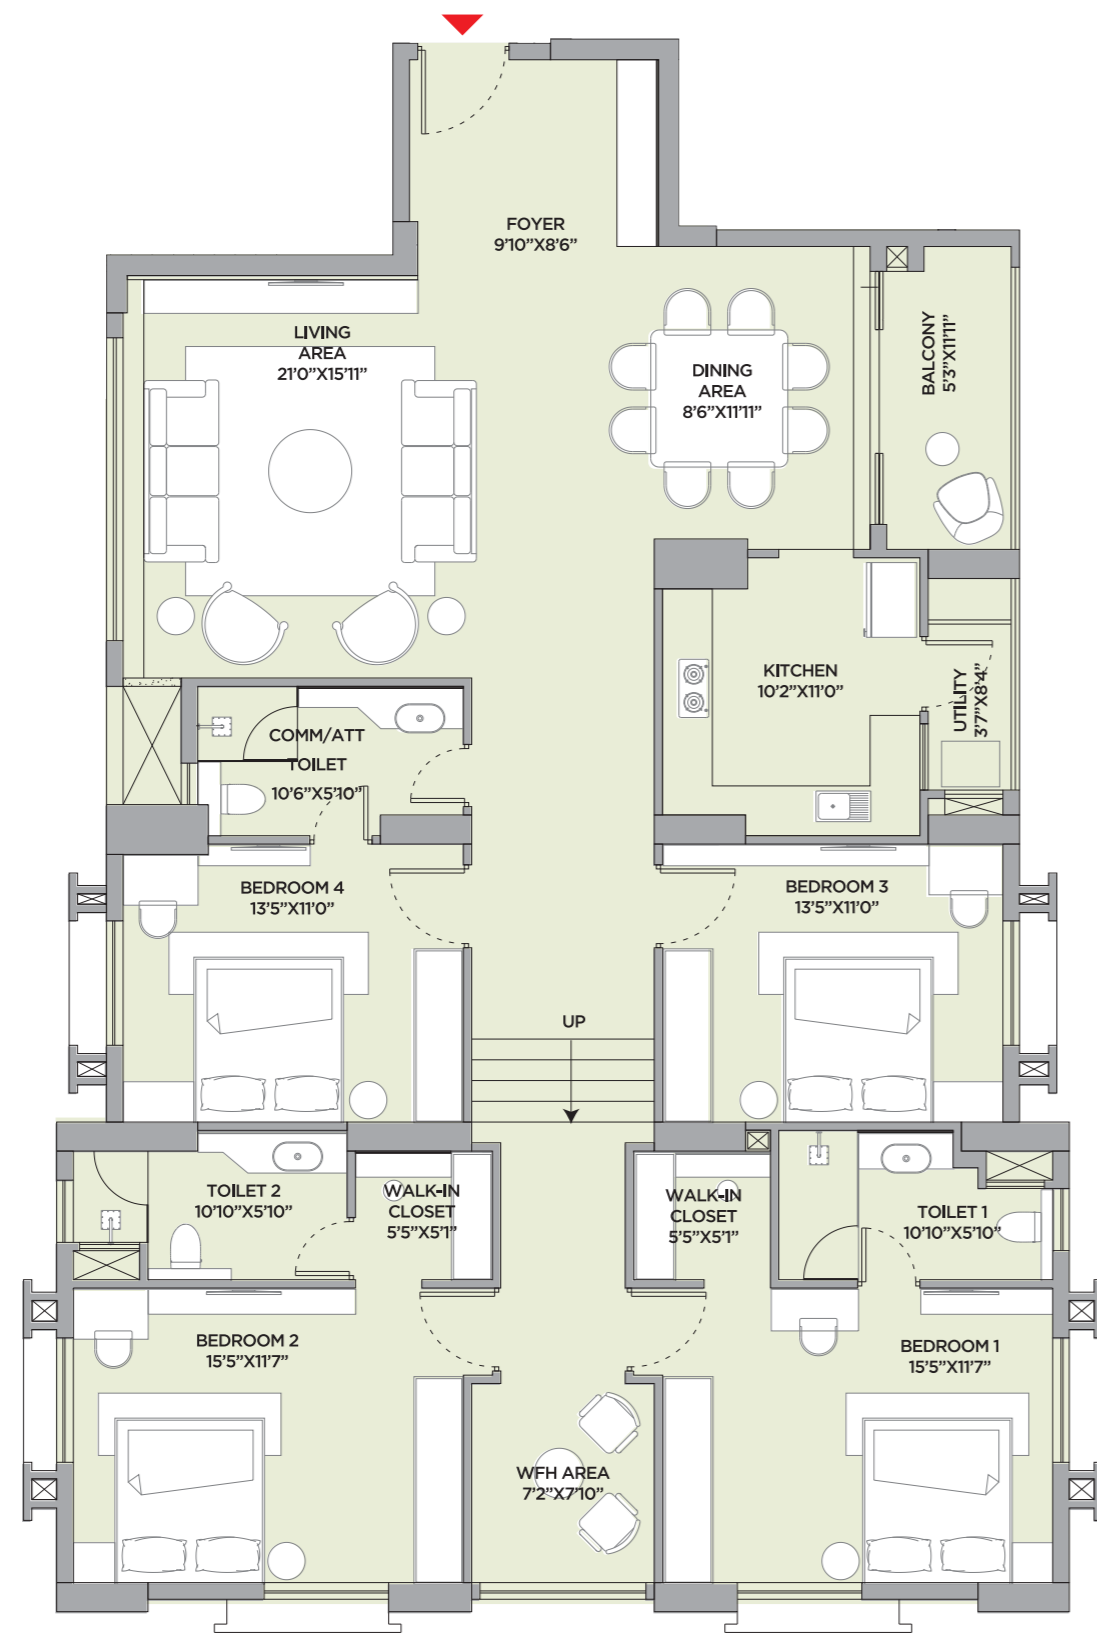 FOYER
9'10”X8'6”
LIVING
AREA
21'0”X15'11”
DINING
AREA
8'6”X11'11”
BALCONY
5'3”X11'11”
KITCHEN
10'2”X11'0”
UTILITY
3'7”X8'4”
COMM/ATT
TOILET
10'6”X5'10”
BEDROOM 4
13'5”X11'0”
BEDROOM 3
13'5”X11'0”
UP
TOILET 2
10'10”X5'10”
WALK-IN
CLOSET
5'5”X5'1”
WALK-IN
CLOSET
5'5”X5'1”
TOILET 1
10'10”X5'10”
BEDROOM 2
15'5”X11'7”
BEDROOM 1
15'5”X11'7”
WFH AREA
7'2”X7'10”